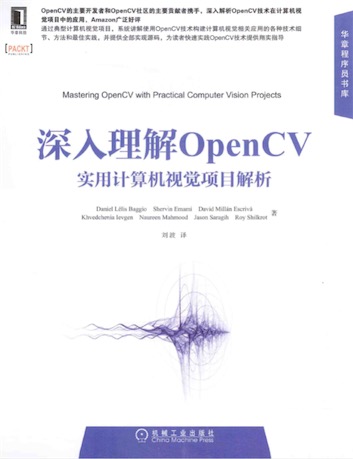 华章科技
[PACKT]
OpenCV的主要开发者和OpenCV社区的主要贡献者携手，深入解析OpenCV技术在计算机视
觉项目中的应用，Amazon广泛好评
通过典型计算机视觉项目，系统讲解使用OpenCV技术构建计算机视觉相关应用的各种技术细
节、方法和最佳实践，并提供全部实现源码，为读者快速实践OpenCV技术提供翔实指导
华章程序员书库
Mastering OpenCV with Practical Computer Vision Projects
深入理解OpenCV
实用计算机视觉项目解析
Daniel Lélis Baggio Shervin Emami David Millán Escrivá
Khvedchenia Ievgen Naureen Mahmood Jason Saragih Roy Shilkrot 著
刘波 译
机械工业出版社
China Machine Press